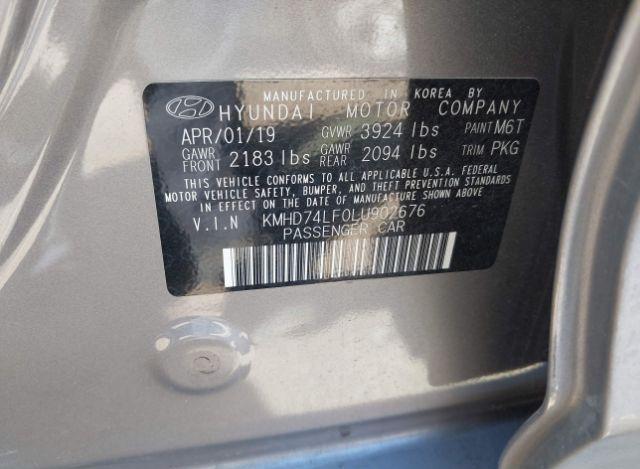 MANUFACTURED IN KOREA BY
HYUNDAI MOTOR COMPANY
APR/01/19 GVWR 3924 lbs PAINT M6T
GAWR FRONT 2183 lbs GAWR REAR 2094 lbs TRIM PKG
THIS VEHICLE CONFORMS TO ALL APPLICABLE U.S.A. FEDERAL
MOTOR VEHICLE SAFETY, BUMPER, AND THEFT PREVENTION STANDARDS
IN EFFECT ON THE DATE OF MANUFACTURE SHOWN ABOVE
V.I.N KMHD74LF0LU902676
PASSENGER CAR